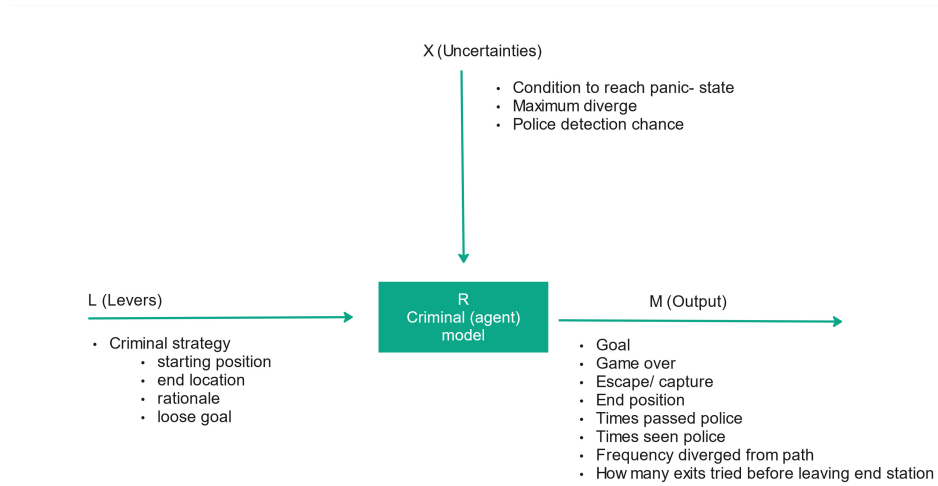 X (Uncertainties)
• Condition to reach panic- state
• Maximum diverge
• Police detection chance
L (Levers)
• Criminal strategy
• starting position
• end location
• rationale
• loose goal
R
Criminal (agent)
model
M (Output)
• Goal
• Game over
• Escape/ capture
• End position
• Times passed police
• Times seen police
• Frequency diverged from path
• How many exits tried before leaving end station